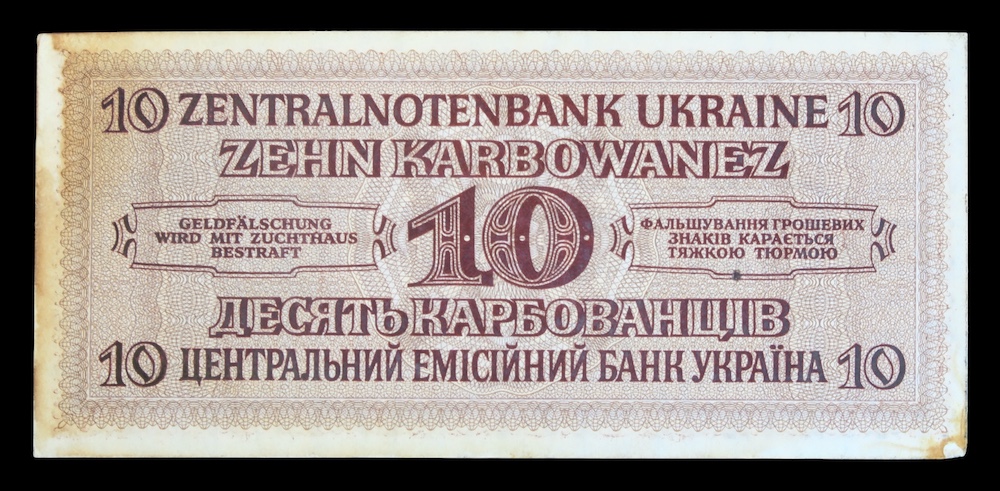 10 ZENTRALNOTENBANK UKRAINE 10
ZEHN KARBOWANEZ
GELDFÄLSCHUNG
WIRD MIT ZUCHTHAUS
BESTRAFT
10
ФАЛЬШУВАННЯ ГРОШЕВИХ
ЗНАКІВ КАРАЄТЬСЯ
ТЯЖКОЮ ТЮРМОЮ
ДЕСЯТЬ КАРБОВАНЦІВ
10 ЦЕНТРАЛЬНИЙ ЕМІСІЙНИЙ БАНК УКРАЇНА 10